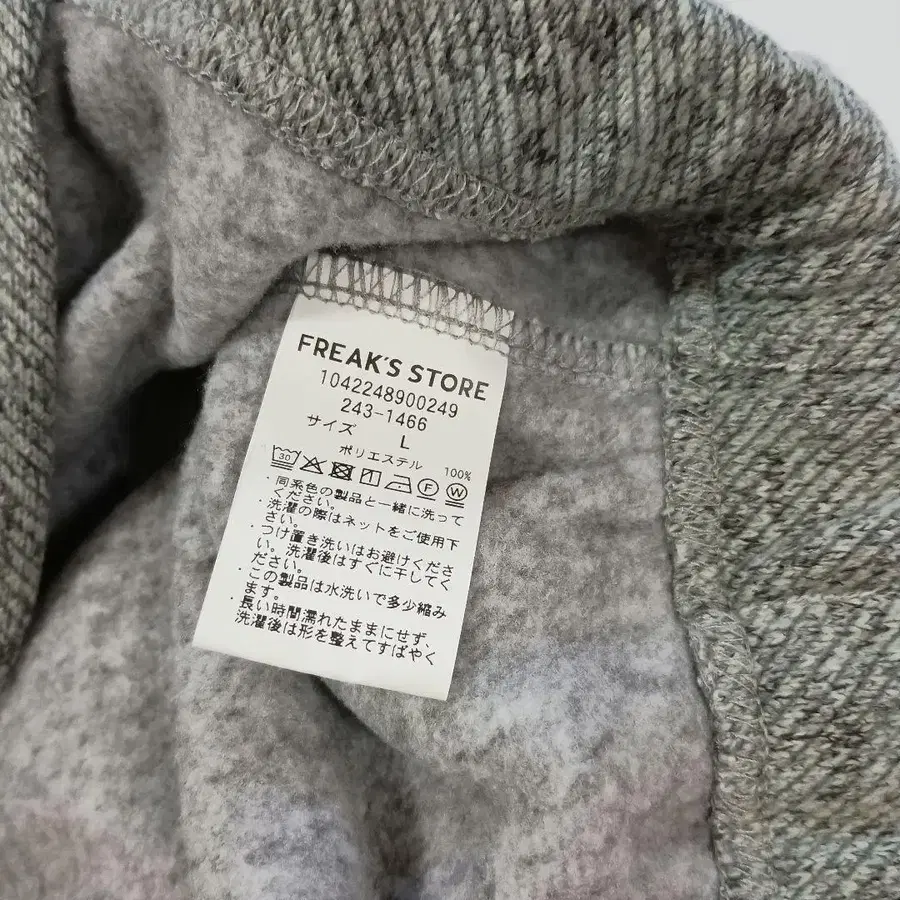 FREAK'S STORE
1042248900249
243-1466
サイズ L
ポリエステル 100%
30 F W
・同系色の製品と一緒に洗って
ください。
・洗濯の際はネットをご使用下
さい。
・つけ置き洗いはお避けくださ
い。洗濯後はすぐに干してく
ださい。
・この製品は水洗いで多少縮み
ます。
・長い時間濡れたままにせず、
洗濯後は形を整えてすばやく